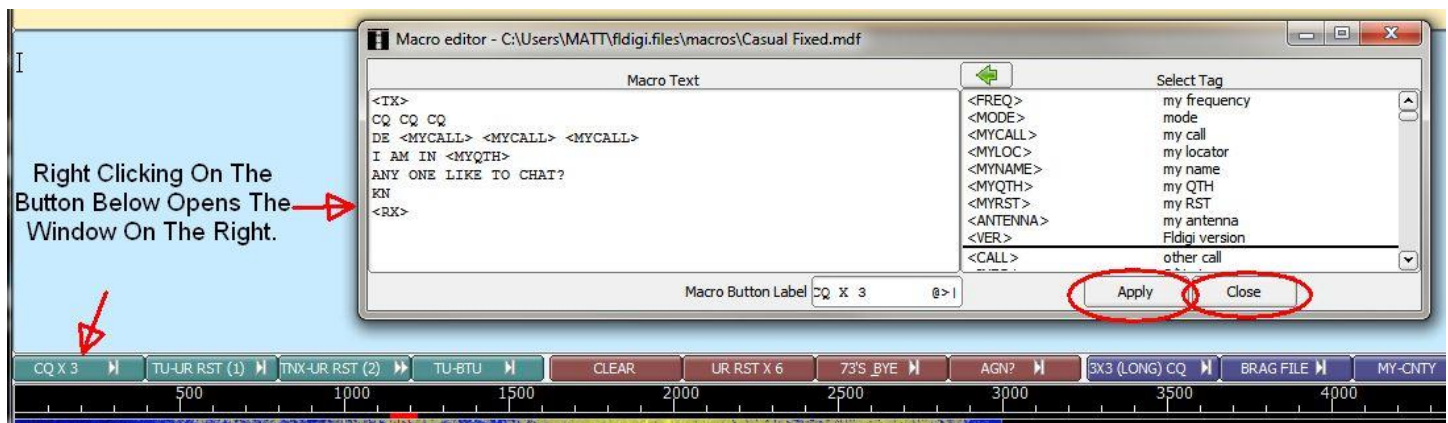 Macro editor - C:\Users\MATT\fldigi.files\macros\Casual Fixed.mdf
Macro Text
Select Tag
<TX>
CQ CQ CQ
DE <MYCALL> <MYCALL> <MYCALL>
I AM IN <MYQTH>
ANY ONE LIKE TO CHAT?
KN
<RX>
<FREQ> my frequency
<MODE> mode
<MYCALL> my call
<MYLOC> my locator
<MYNAME> my name
<MYQTH> my QTH
<MYRST> my RST
<ANTENNA> my antenna
<VER> Fldigi version
<CALL> other call
Macro Button Label CQ X 3 @>|
Apply Close
Right Clicking On The
Button Below Opens The
Window On The Right.
CQ X 3 TU-UR RST (1) TNX-UR RST (2) TU-BTU CLEAR UR RST X 6 73'S_BYE AGN? 3X3 (LONG) CQ BRAG FILE MY-CNTY
500 1000 1500 2000 2500 3000 3500 4000